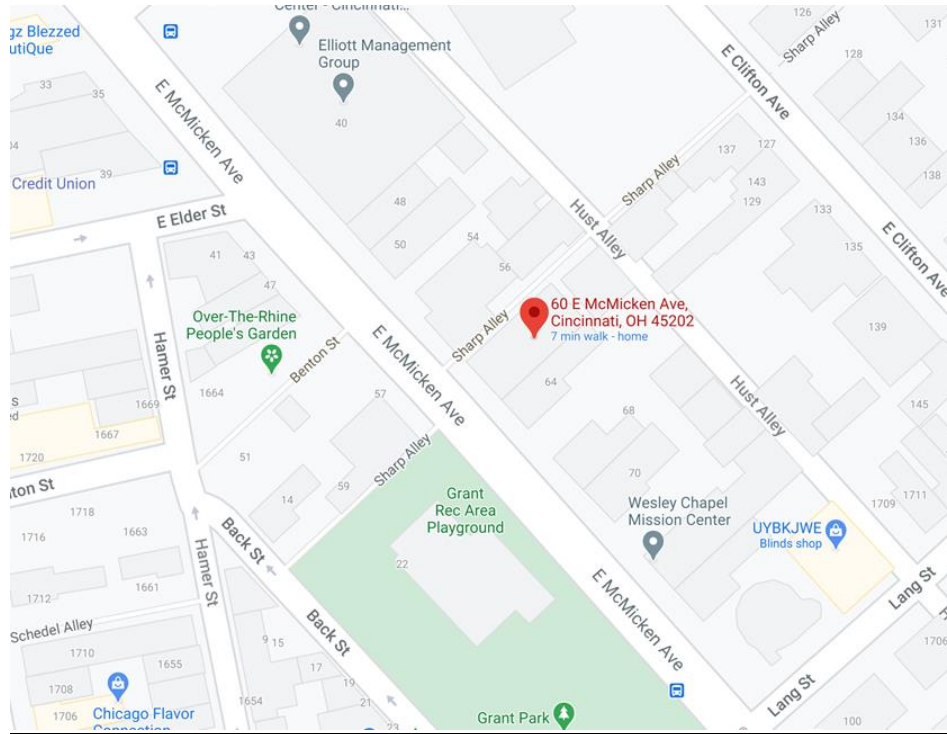 Center - Cincinnati...
gz Blezzed
utiQue
Elliott Management
Group
40
33
35
E McMicken Ave
39
Credit Union
E Elder St
48
50
54
56
126
Sharp Alley
128
131
E Clifton Ave
134
136
138
137
127
143
129
133
135
Sharp Alley
Hust Alley
E Clifton Ave
139
145
41
43
47
Over-The-Rhine
People's Garden
Benton St
E McMicken Ave
Sharp Alley
60 E McMicken Ave,
Cincinnati, OH 45202
7 min walk - home
64
68
70
Hust Alley
Hamer St
1664
1669
1667
1720
57
51
59
14
Sharp Alley
Grant
Rec Area
Playground
22
Wesley Chapel
Mission Center
UYBKJWE
Blinds shop
1709
1711
ton St
1718
1716
1663
1661
1712
Hamer St
Back St
Schedel Alley
1710
1708
1706
1655
1654
Chicago Flavor
Connection
9
15
17
19
21
23
Back St
Grant Park
E McMicken Ave
Lang St
Lang St
1706
100